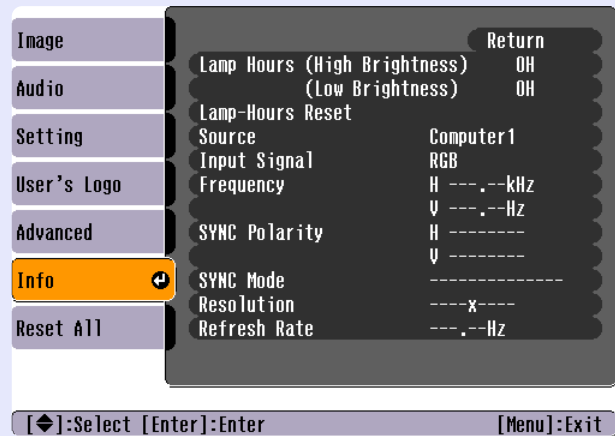 Image
Audio
Setting
User's Logo
Advanced
Info
Reset All
Return
Lamp Hours (High Brightness) 0H
(Low Brightness) 0H
Lamp-Hours Reset
Source Computer1
Input Signal RGB
Frequency H ---.--kHz
V ---.--Hz
SYNC Polarity H --------
V --------
SYNC Mode --------------
Resolution ----x----
Refresh Rate ---.--Hz
[◆]:Select [Enter]:Enter [Menu]:Exit